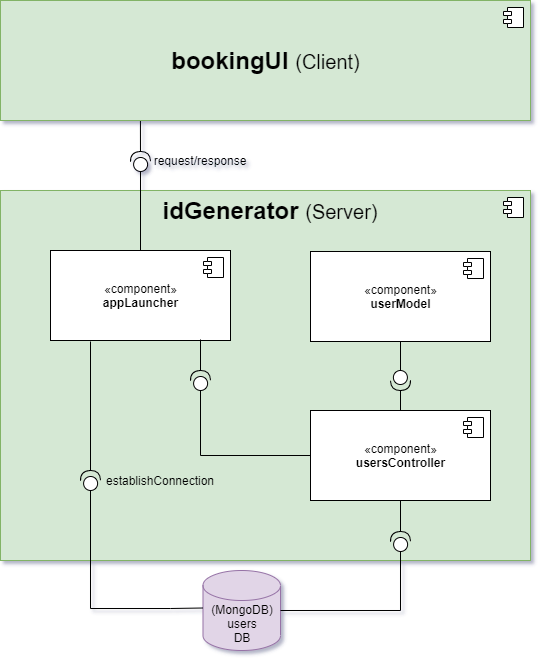 bookingUI (Client)
request/response
idGenerator (Server)
«component»
appLauncher
«component»
userModel
«component»
usersController
establishConnection
(MongoDB)
users
DB